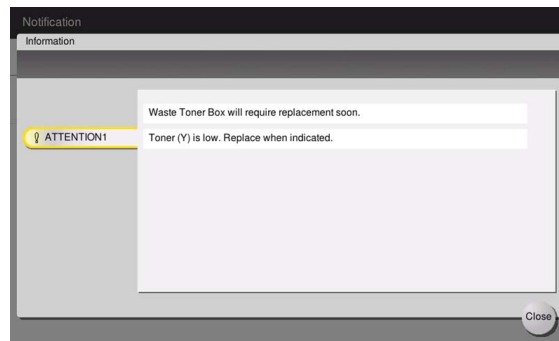 Notification
Information
Waste Toner Box will require replacement soon.
ATTENTION1
Toner (Y) is low. Replace when indicated.
Close